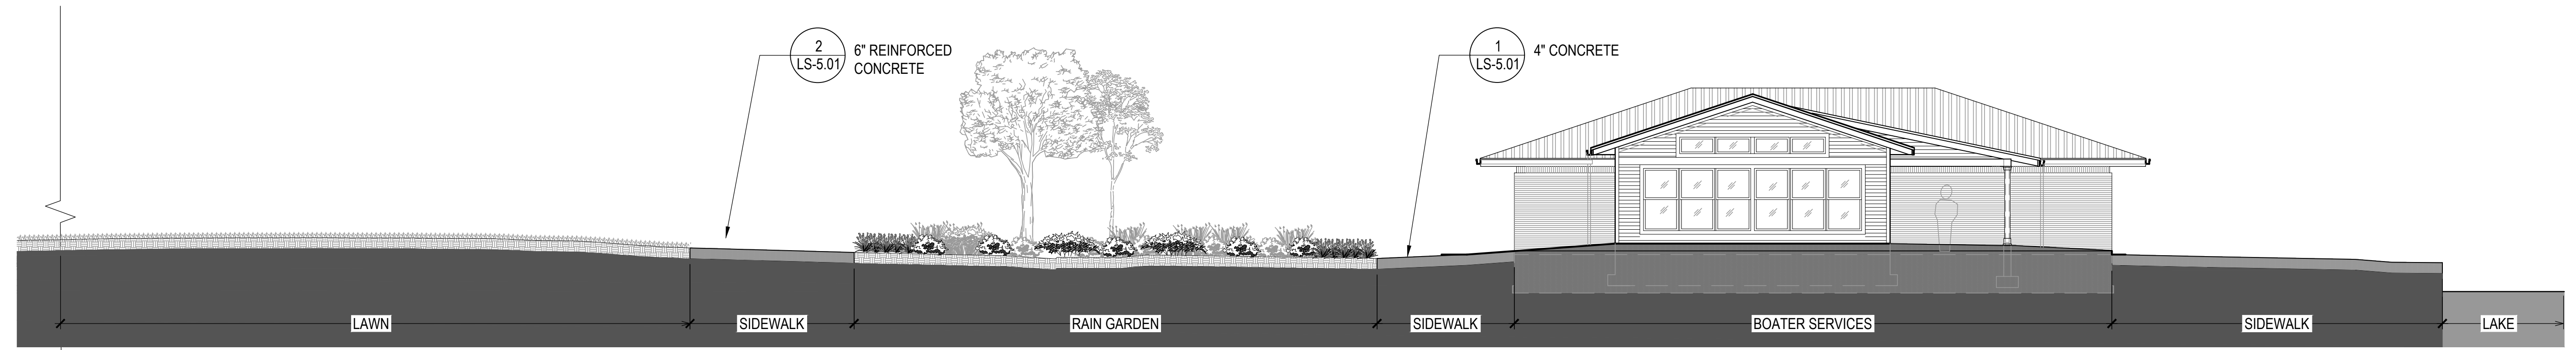 2
LS-5.01
6" REINFORCED
CONCRETE
1
LS-5.01
4" CONCRETE
LAWN
SIDEWALK
RAIN GARDEN
SIDEWALK
BOATER SERVICES
SIDEWALK
LAKE